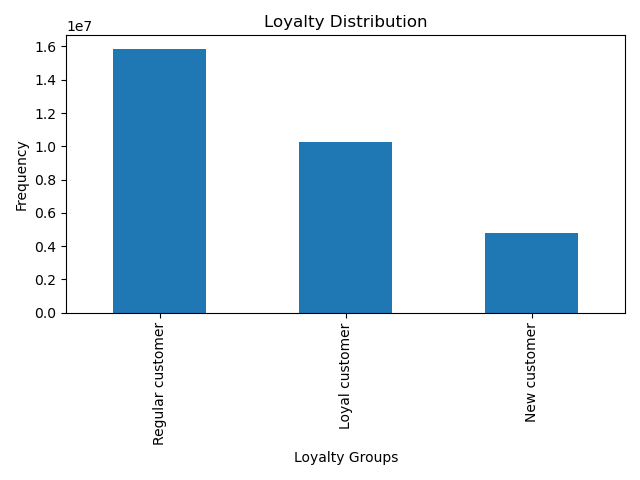 Loyalty Distribution
1e7
1.6
1.4
1.2
1.0
0.8
0.6
0.4
0.2
0.0
Frequency
Regular customer
Loyal customer
New customer
Loyalty Groups